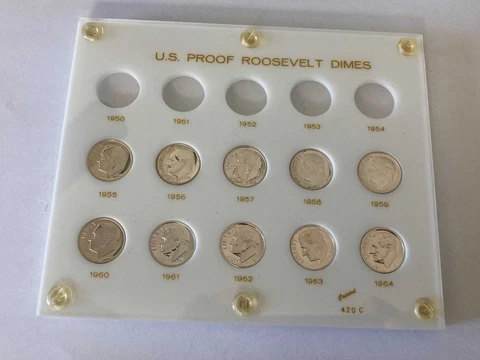 U.S. PROOF ROOSEVELT DIMES
1950 1951 1952 1953 1954
1955 1956 1957 1958 1959
1960 1961 1962 1963 1964
Capital
420 C